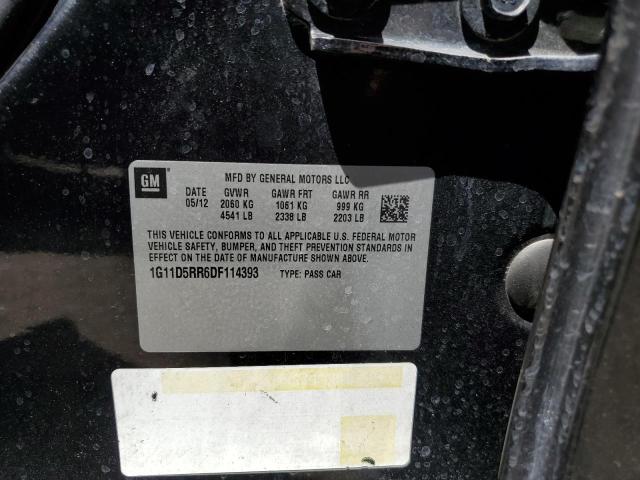 GM
MFD BY GENERAL MOTORS LLC
DATE GVWR GAWR FRT GAWR RR
05/12 2060 KG 1061 KG 999 KG
4541 LB 2338 LB 2203 LB
THIS VEHICLE CONFORMS TO ALL APPLICABLE U.S. FEDERAL MOTOR
VEHICLE SAFETY, BUMPER, AND THEFT PREVENTION STANDARDS
IN EFFECT ON THE DATE OF MANUFACTURE SHOWN ABOVE.
1G11D5RR6DF114393 TYPE: PASS CAR